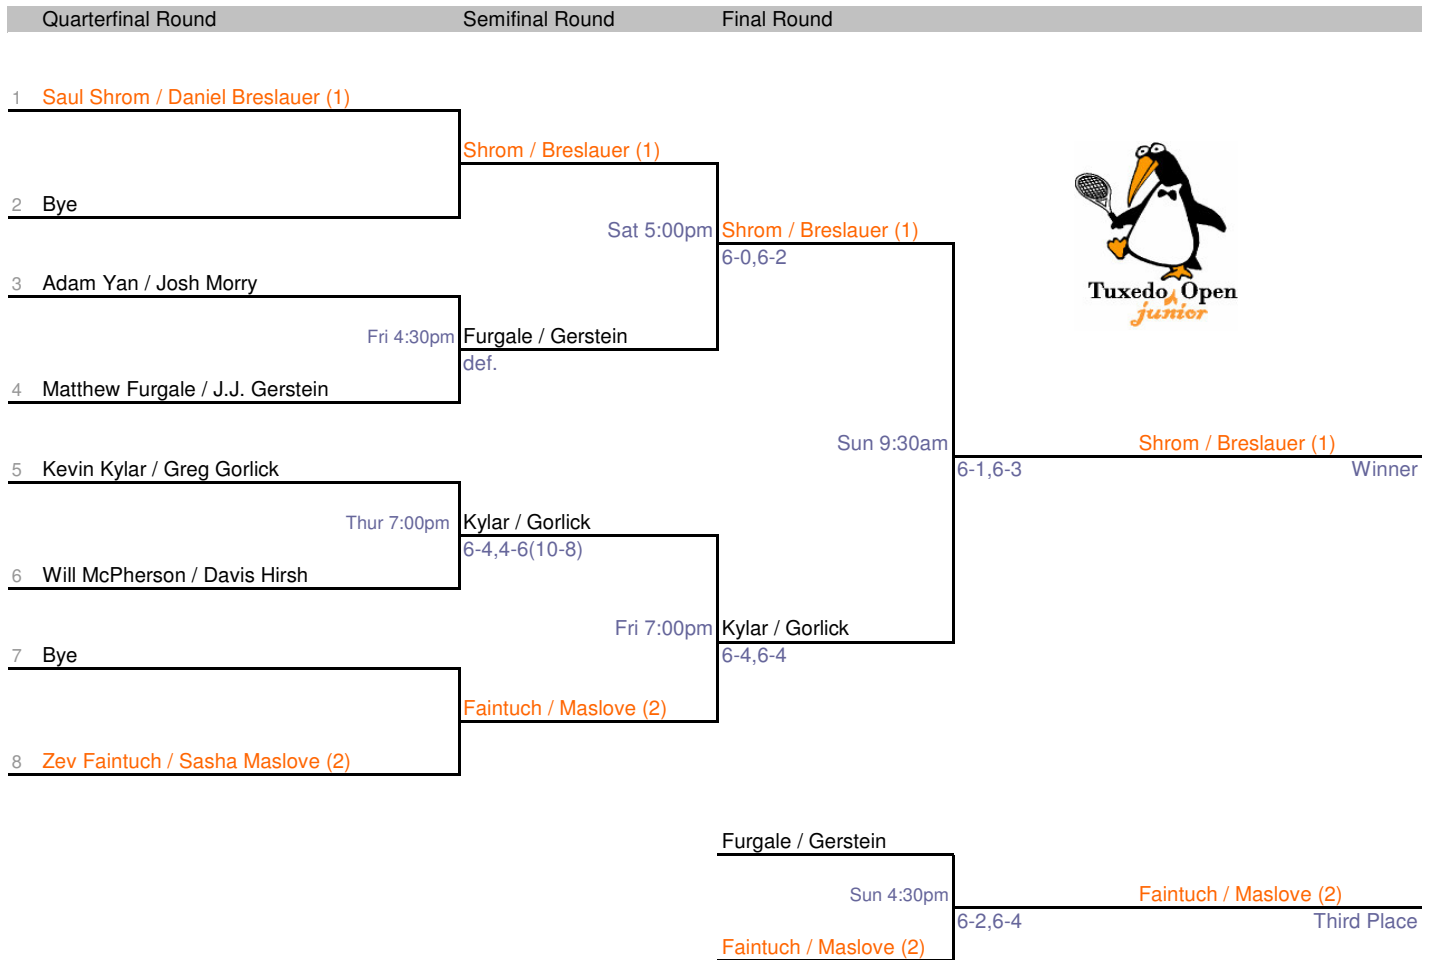 Quarterfinal Round Semifinal Round Final Round
1 Saul Shrom / Daniel Breslauer (1)
Shrom / Breslauer (1)
2 Bye
Sat 5:00pm Shrom / Breslauer (1)
6-0,6-2
3 Adam Yan / Josh Morry
Tuxedo Open
junior
Fri 4:30pm Furgale / Gerstein
def.
4 Matthew Furgale / J.J. Gerstein
Sun 9:30am Shrom / Breslauer (1)
6-1,6-3 Winner
5 Kevin Kylar / Greg Gorlick
Thur 7:00pm Kylar / Gorlick
6-4,4-6(10-8)
6 Will McPherson / Davis Hirsh
Fri 7:00pm Kylar / Gorlick
6-4,6-4
7 Bye
Faintuch / Maslove (2)
8 Zev Faintuch / Sasha Maslove (2)
Furgale / Gerstein
Sun 4:30pm Faintuch / Maslove (2)
6-2,6-4 Third Place
Faintuch / Maslove (2)